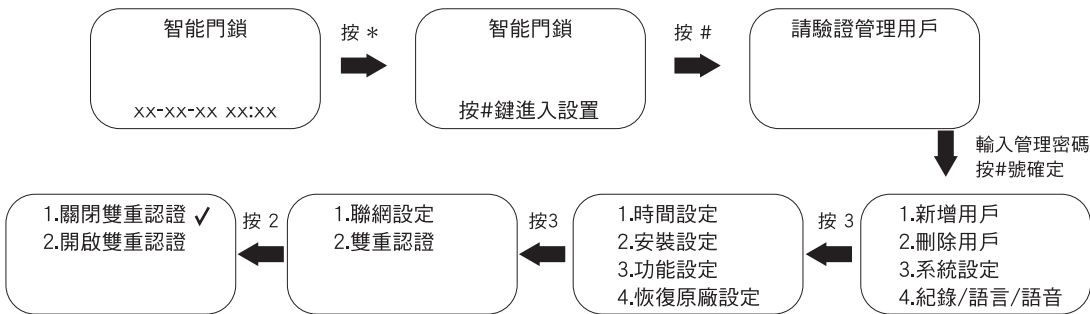 智能門鎖
xx-xx-xx xx:xx
按 *
智能門鎖
按#鍵進入設置
按 #
請驗證管理用戶
輸入管理密碼
按#號確定
1.新增用戶
2.刪除用戶
3.系統設定
4.紀錄/語言/語音
按 3
1.時間設定
2.安裝設定
3.功能設定
4.恢復原廠設定
按3
1.聯網設定
2.雙重認證
按 2
1.關閉雙重認證 ✓
2.開啟雙重認證